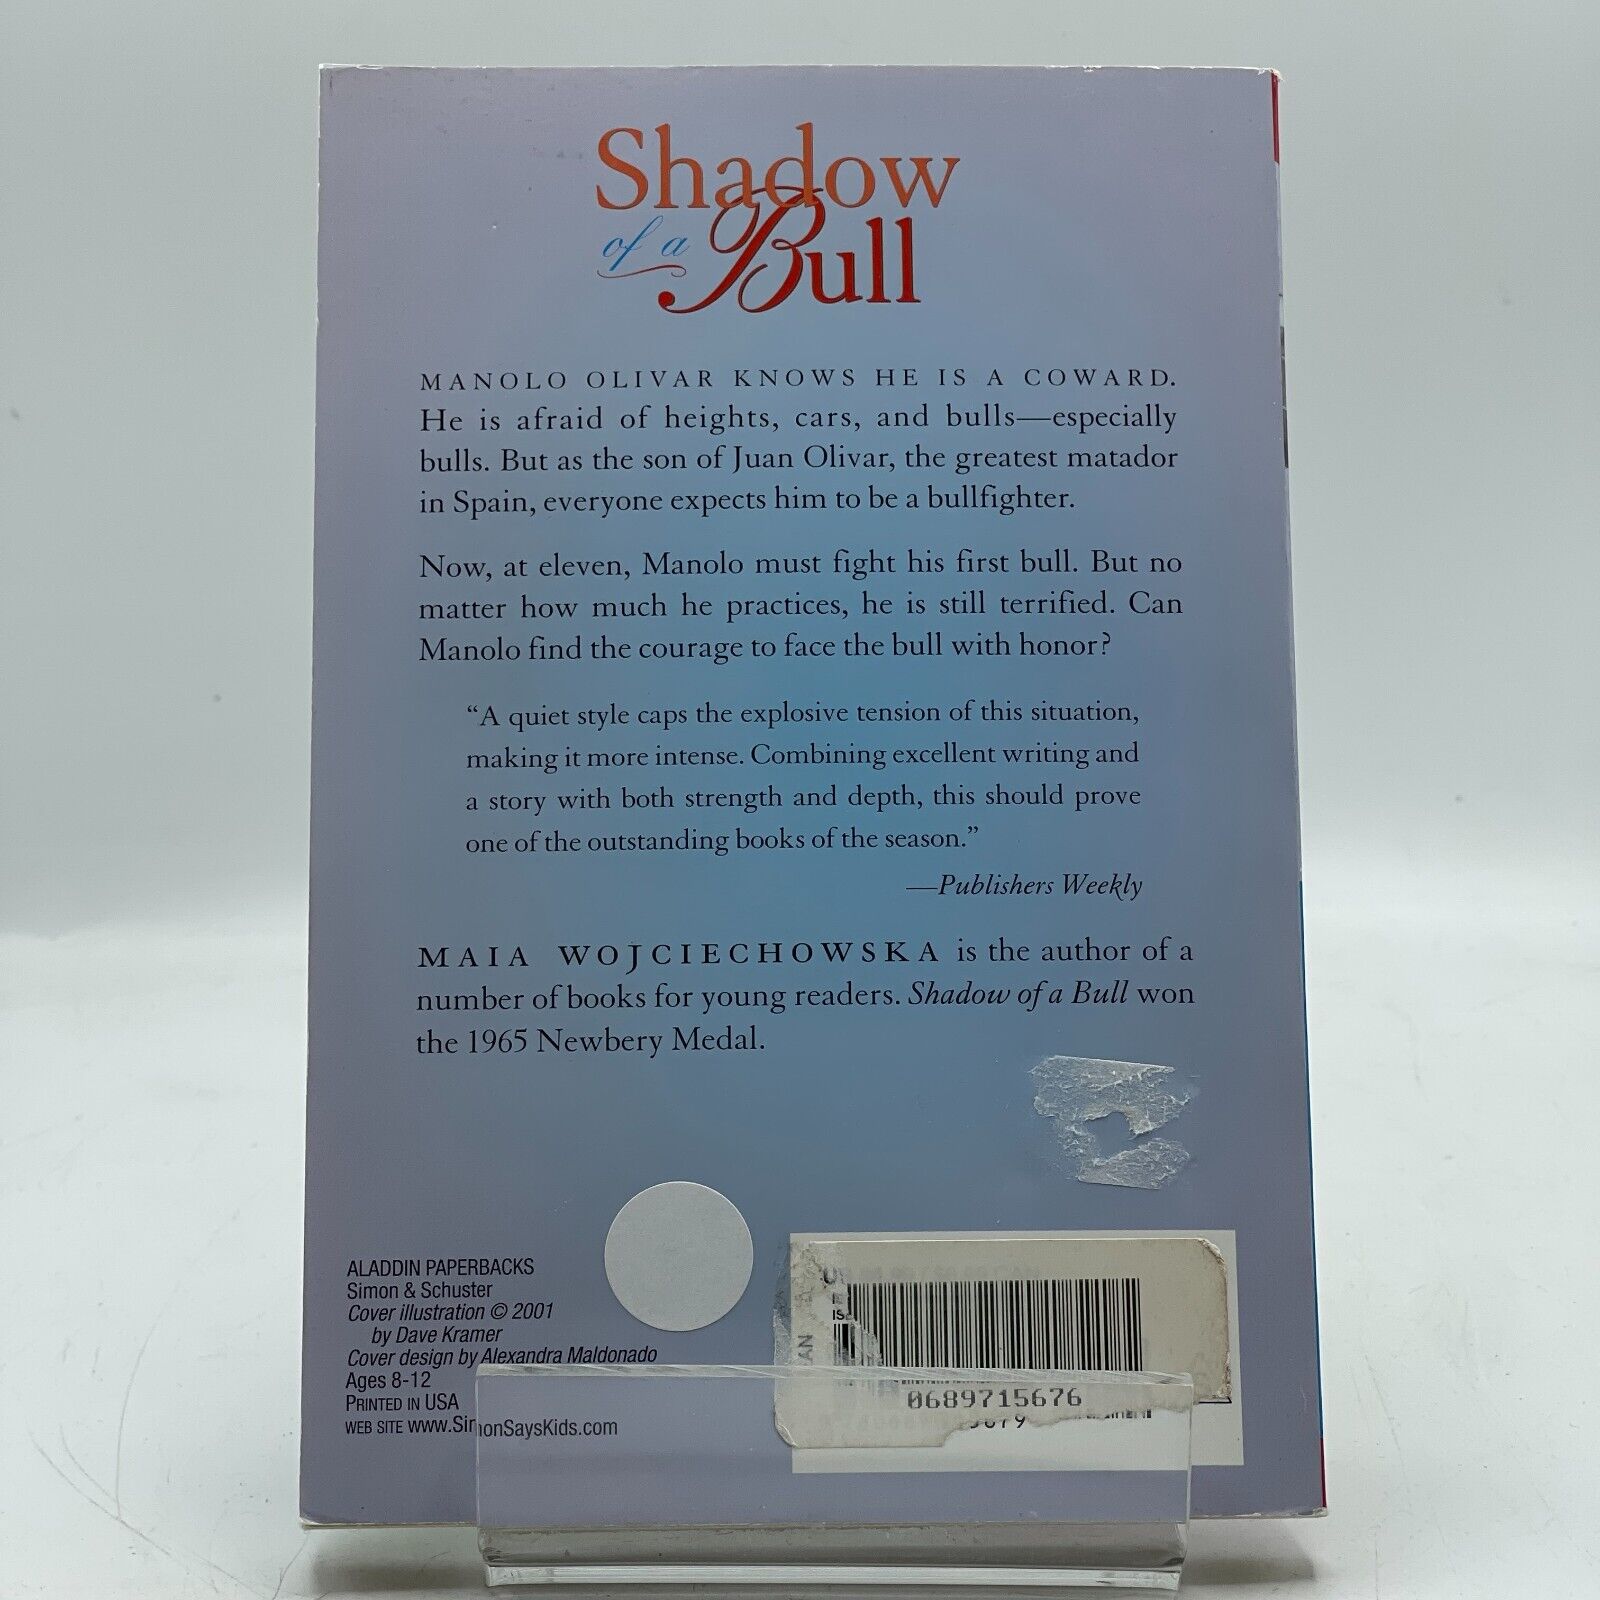 Shadow
of a Bull
MANOLO OLIVAR KNOWS HE IS A COWARD.
He is afraid of heights, cars, and bulls—especially
bulls. But as the son of Juan Olivar, the greatest matador
in Spain, everyone expects him to be a bullfighter.
Now, at eleven, Manolo must fight his first bull. But no
matter how much he practices, he is still terrified. Can
Manolo find the courage to face the bull with honor?
“A quiet style caps the explosive tension of this situation,
making it more intense. Combining excellent writing and
a story with both strength and depth, this should prove
one of the outstanding books of the season.”
—Publishers Weekly
MAIA WOJCIECHOWSKA is the author of a
number of books for young readers. Shadow of a Bull won
the 1965 Newbery Medal.
ALADDIN PAPERBACKS
Simon & Schuster
Cover illustration © 2001
by Dave Kramer
Cover design by Alexandra Maldonado
Ages 8-12
PRINTED IN USA
WEB SITE www.SimonSaysKids.com
0689715676